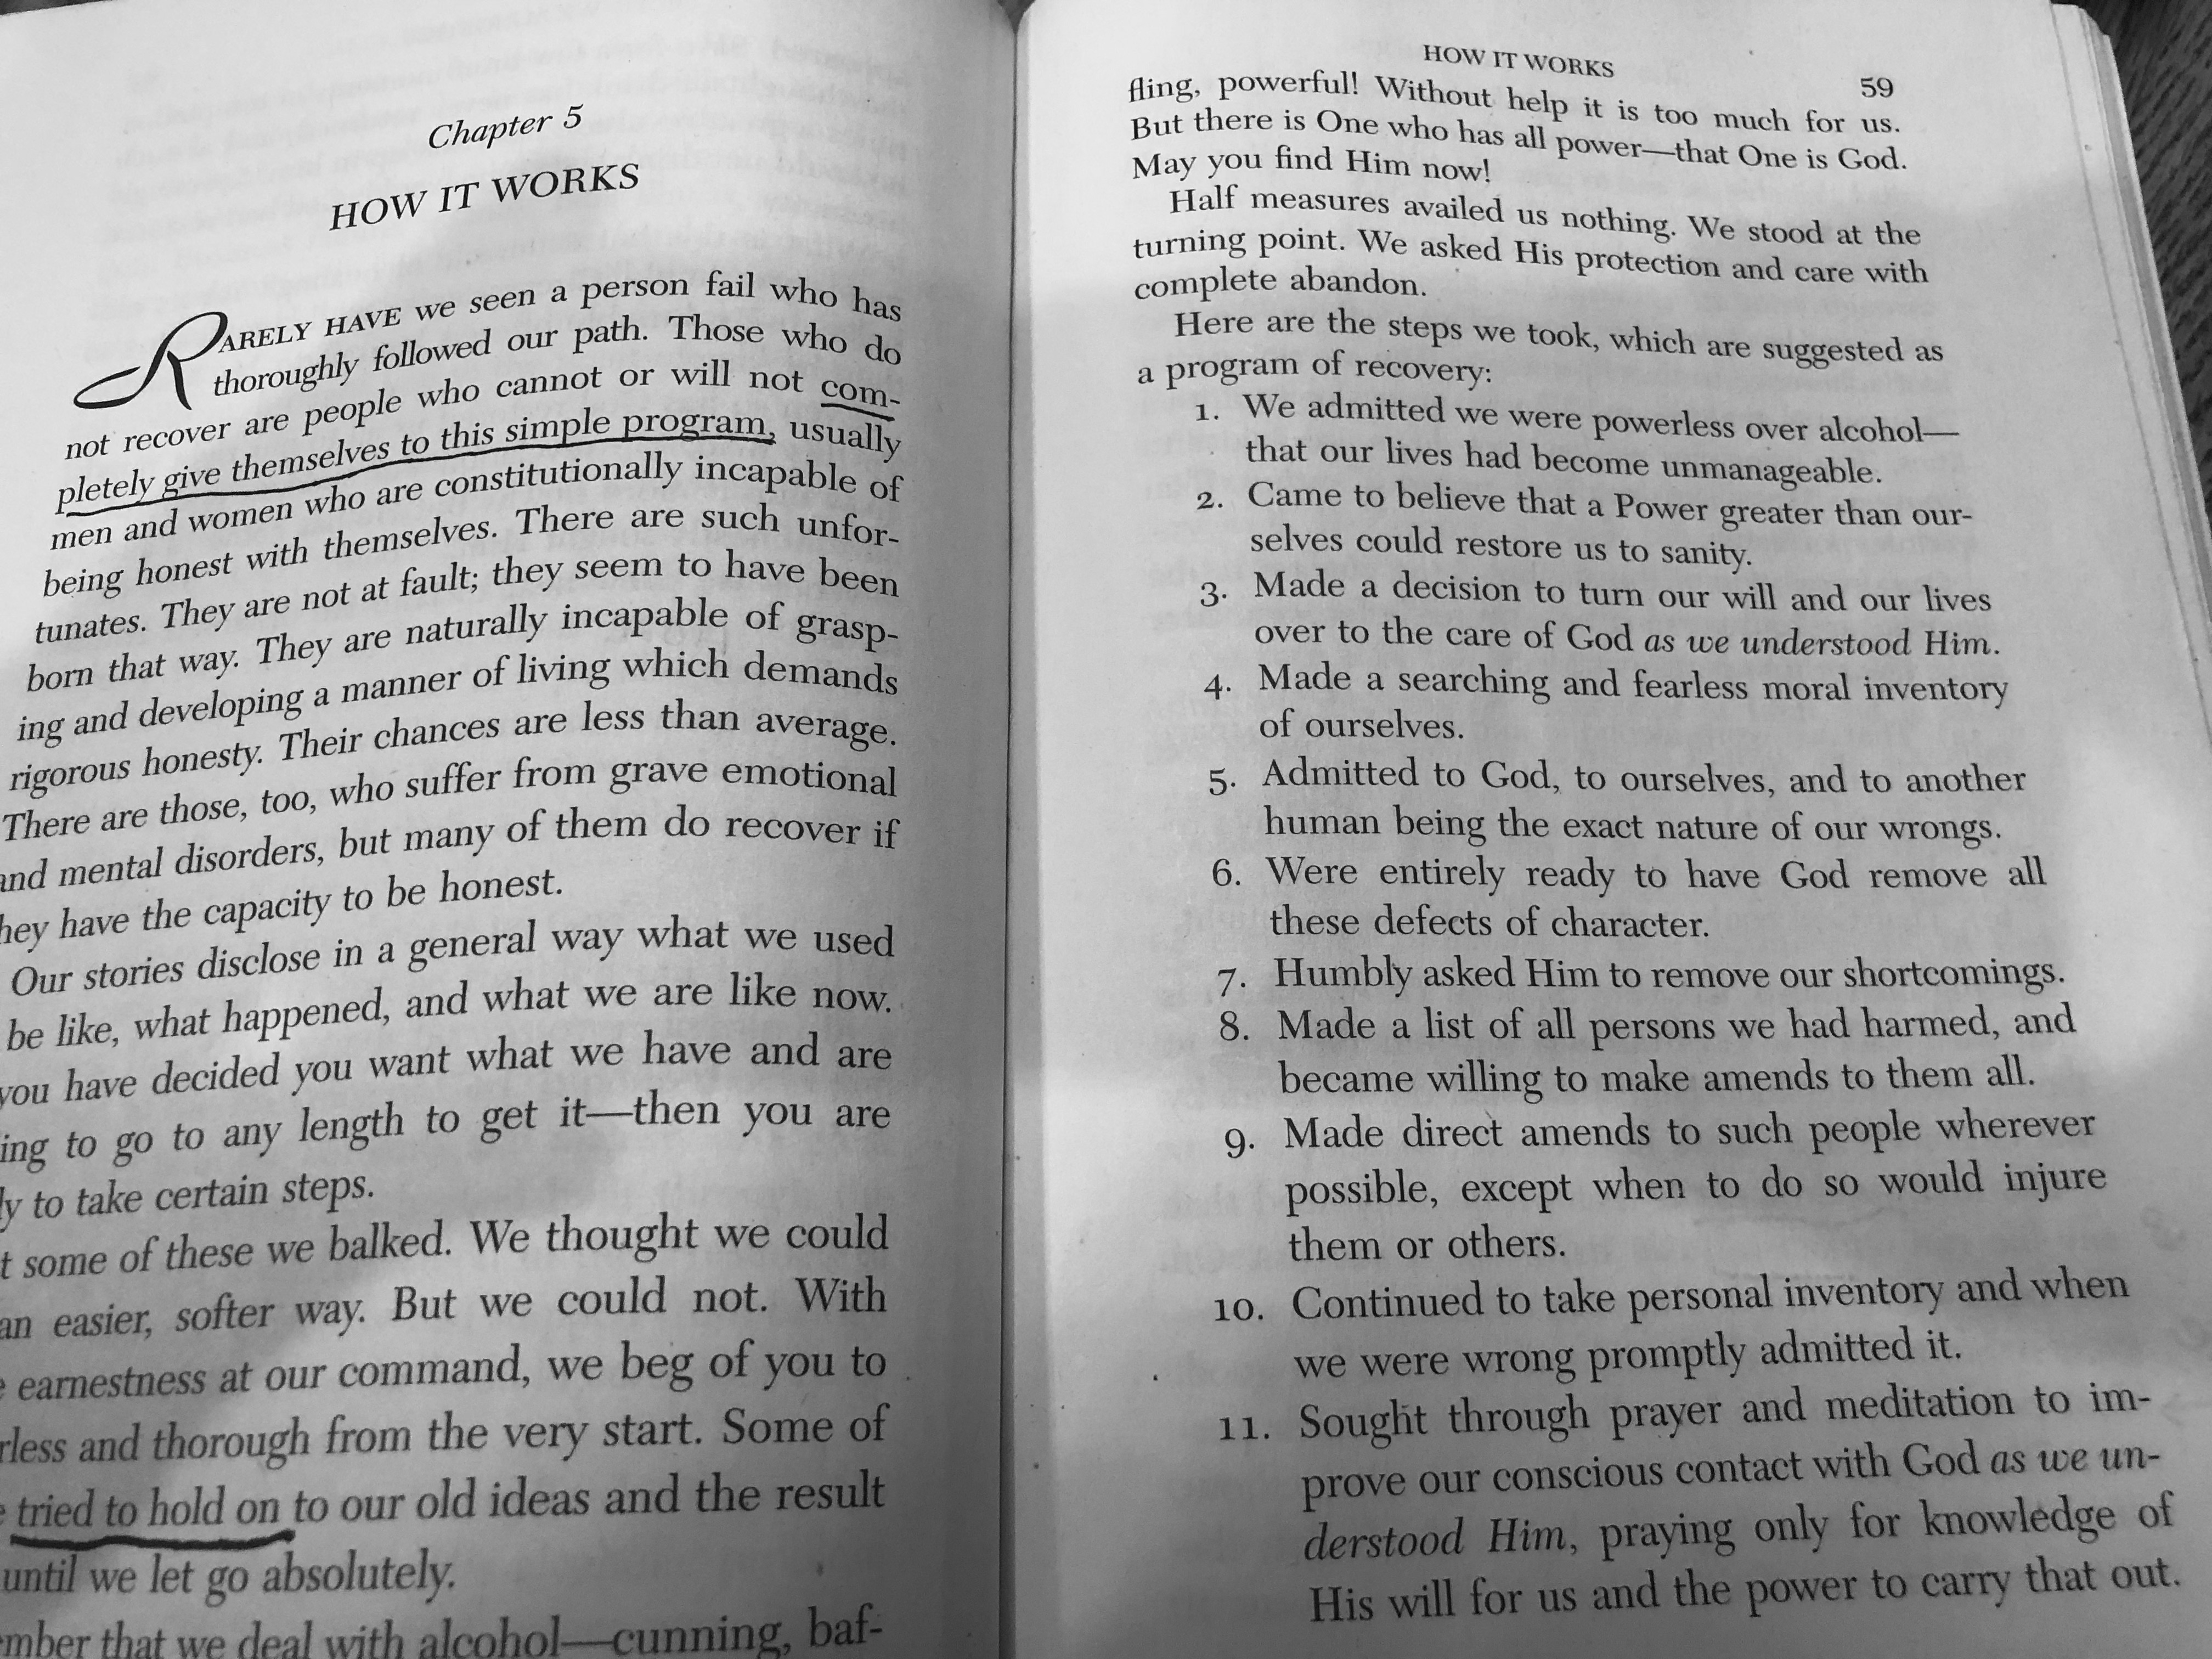 Chapter 5
HOW IT WORKS
RARELY HAVE we seen a person fail who has
thoroughly followed our path. Those who do
not recover are people who cannot or will not com-
pletely give themselves to this simple program, usually
men and women who are constitutionally incapable of
being honest with themselves. There are such unfor-
tunates. They are not at fault; they seem to have been
born that way. They are naturally incapable of grasp-
ing and developing a manner of living which demands
rigorous honesty. Their chances are less than average.
There are those, too, who suffer from grave emotional
and mental disorders, but many of them do recover if
hey have the capacity to be honest.
Our stories disclose in a general way what we used
be like, what happened, and what we are like now.
you have decided you want what we have and are
ing to go to any length to get it—then you are
ly to take certain steps.
t some of these we balked. We thought we could
an easier, softer way. But we could not. With
e earnestness at our command, we beg of you to
rless and thorough from the very start. Some of
e tried to hold on to our old ideas and the result
until we let go absolutely.
mber that we deal with alcohol—cunning, baf-
HOW IT WORKS 59
fling, powerful! Without help it is too much for us.
But there is One who has all power—that One is God.
May you find Him now!
Half measures availed us nothing. We stood at the
turning point. We asked His protection and care with
complete abandon.
Here are the steps we took, which are suggested as
a program of recovery:
1. We admitted we were powerless over alcohol—
that our lives had become unmanageable.
2. Came to believe that a Power greater than our-
selves could restore us to sanity.
3. Made a decision to turn our will and our lives
over to the care of God as we understood Him.
4. Made a searching and fearless moral inventory
of ourselves.
5. Admitted to God, to ourselves, and to another
human being the exact nature of our wrongs.
6. Were entirely ready to have God remove all
these defects of character.
7. Humbly asked Him to remove our shortcomings.
8. Made a list of all persons we had harmed, and
became willing to make amends to them all.
9. Made direct amends to such people wherever
possible, except when to do so would injure
them or others.
10. Continued to take personal inventory and when
we were wrong promptly admitted it.
11. Sought through prayer and meditation to im-
prove our conscious contact with God as we un-
derstood Him, praying only for knowledge of
His will for us and the power to carry that out.